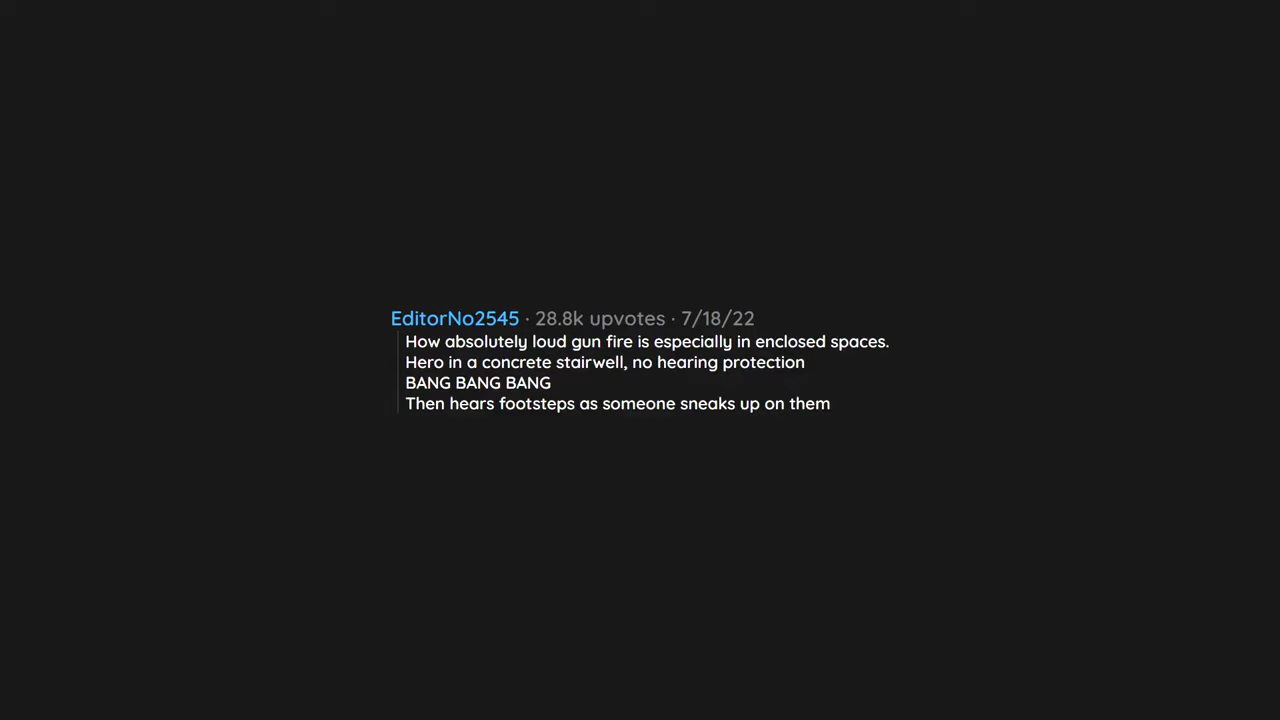 EditorNo2545 · 28.8k upvotes · 7/18/22
How absolutely loud gun fire is especially in enclosed spaces.
Hero in a concrete stairwell, no hearing protection
BANG BANG BANG
Then hears footsteps as someone sneaks up on them